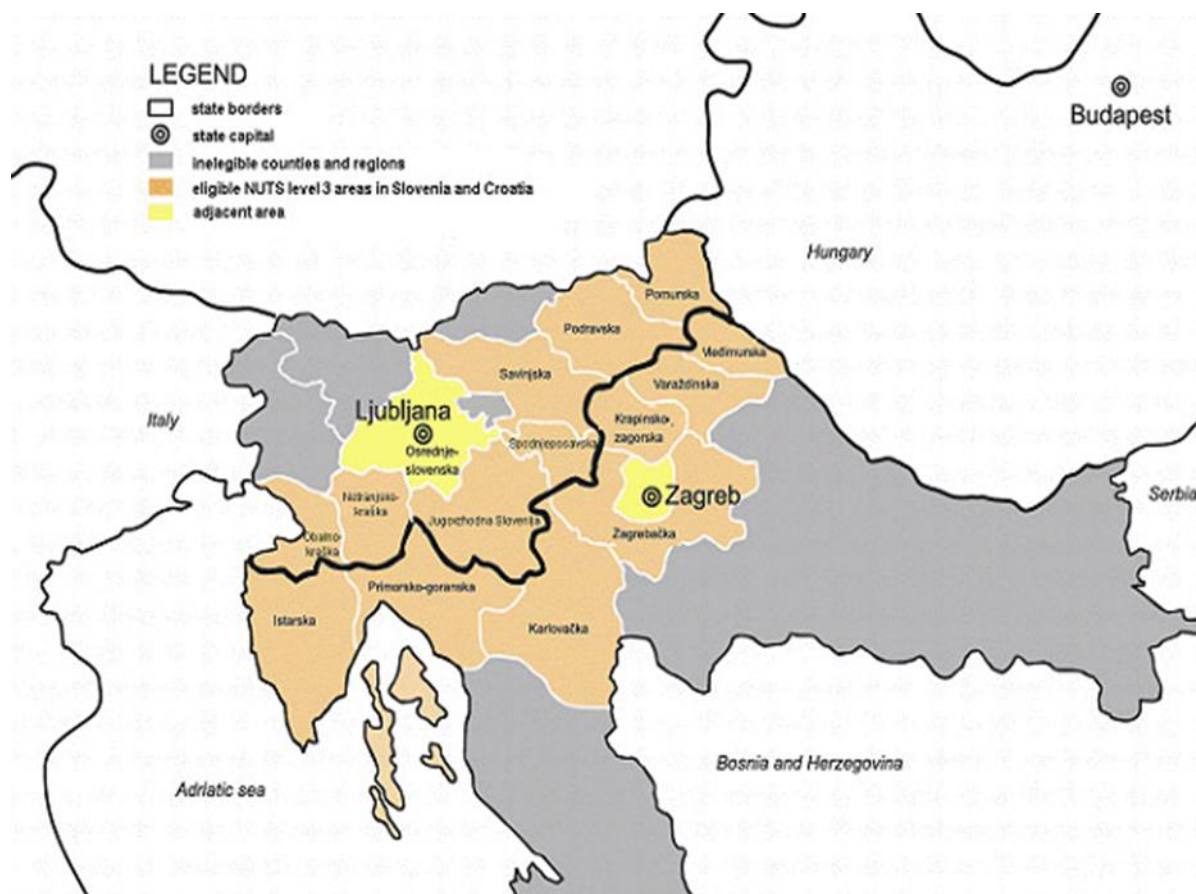 LEGEND
state borders
state capital
inelegible counties and regions
eligible NUTS level 3 areas in Slovenia and Croatia
adjacent area
Budapest
Hungary
Pomurska
Podravska
Međimurska
Savinjska
Varaždinska
Italy
Ljubljana
Krapinsko-
zagorska
Spodnjeposavska
Osrednje-
slovenska
Zagreb
Serbia
Notranjsko-
kraška
Jugovzhodna Slovenija
Zagrebačka
Obalno-
kraška
Primorsko-goranska
Istarska
Karlovačka
Bosnia and Herzegovina
Adriatic sea